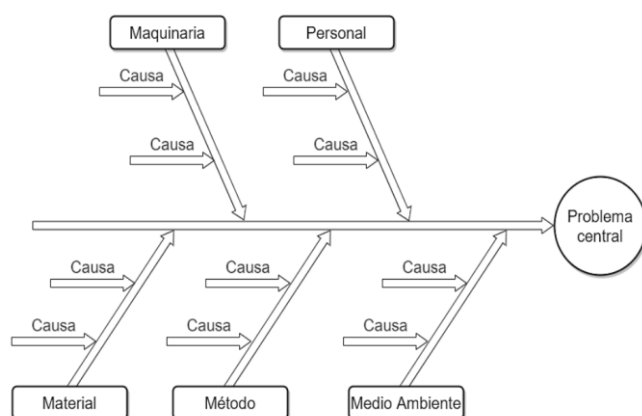 Maquinaria
Personal
Causa
Causa
Causa
Causa
Problema
central
Causa
Causa
Causa
Causa
Causa
Causa
Material
Método
Medio Ambiente